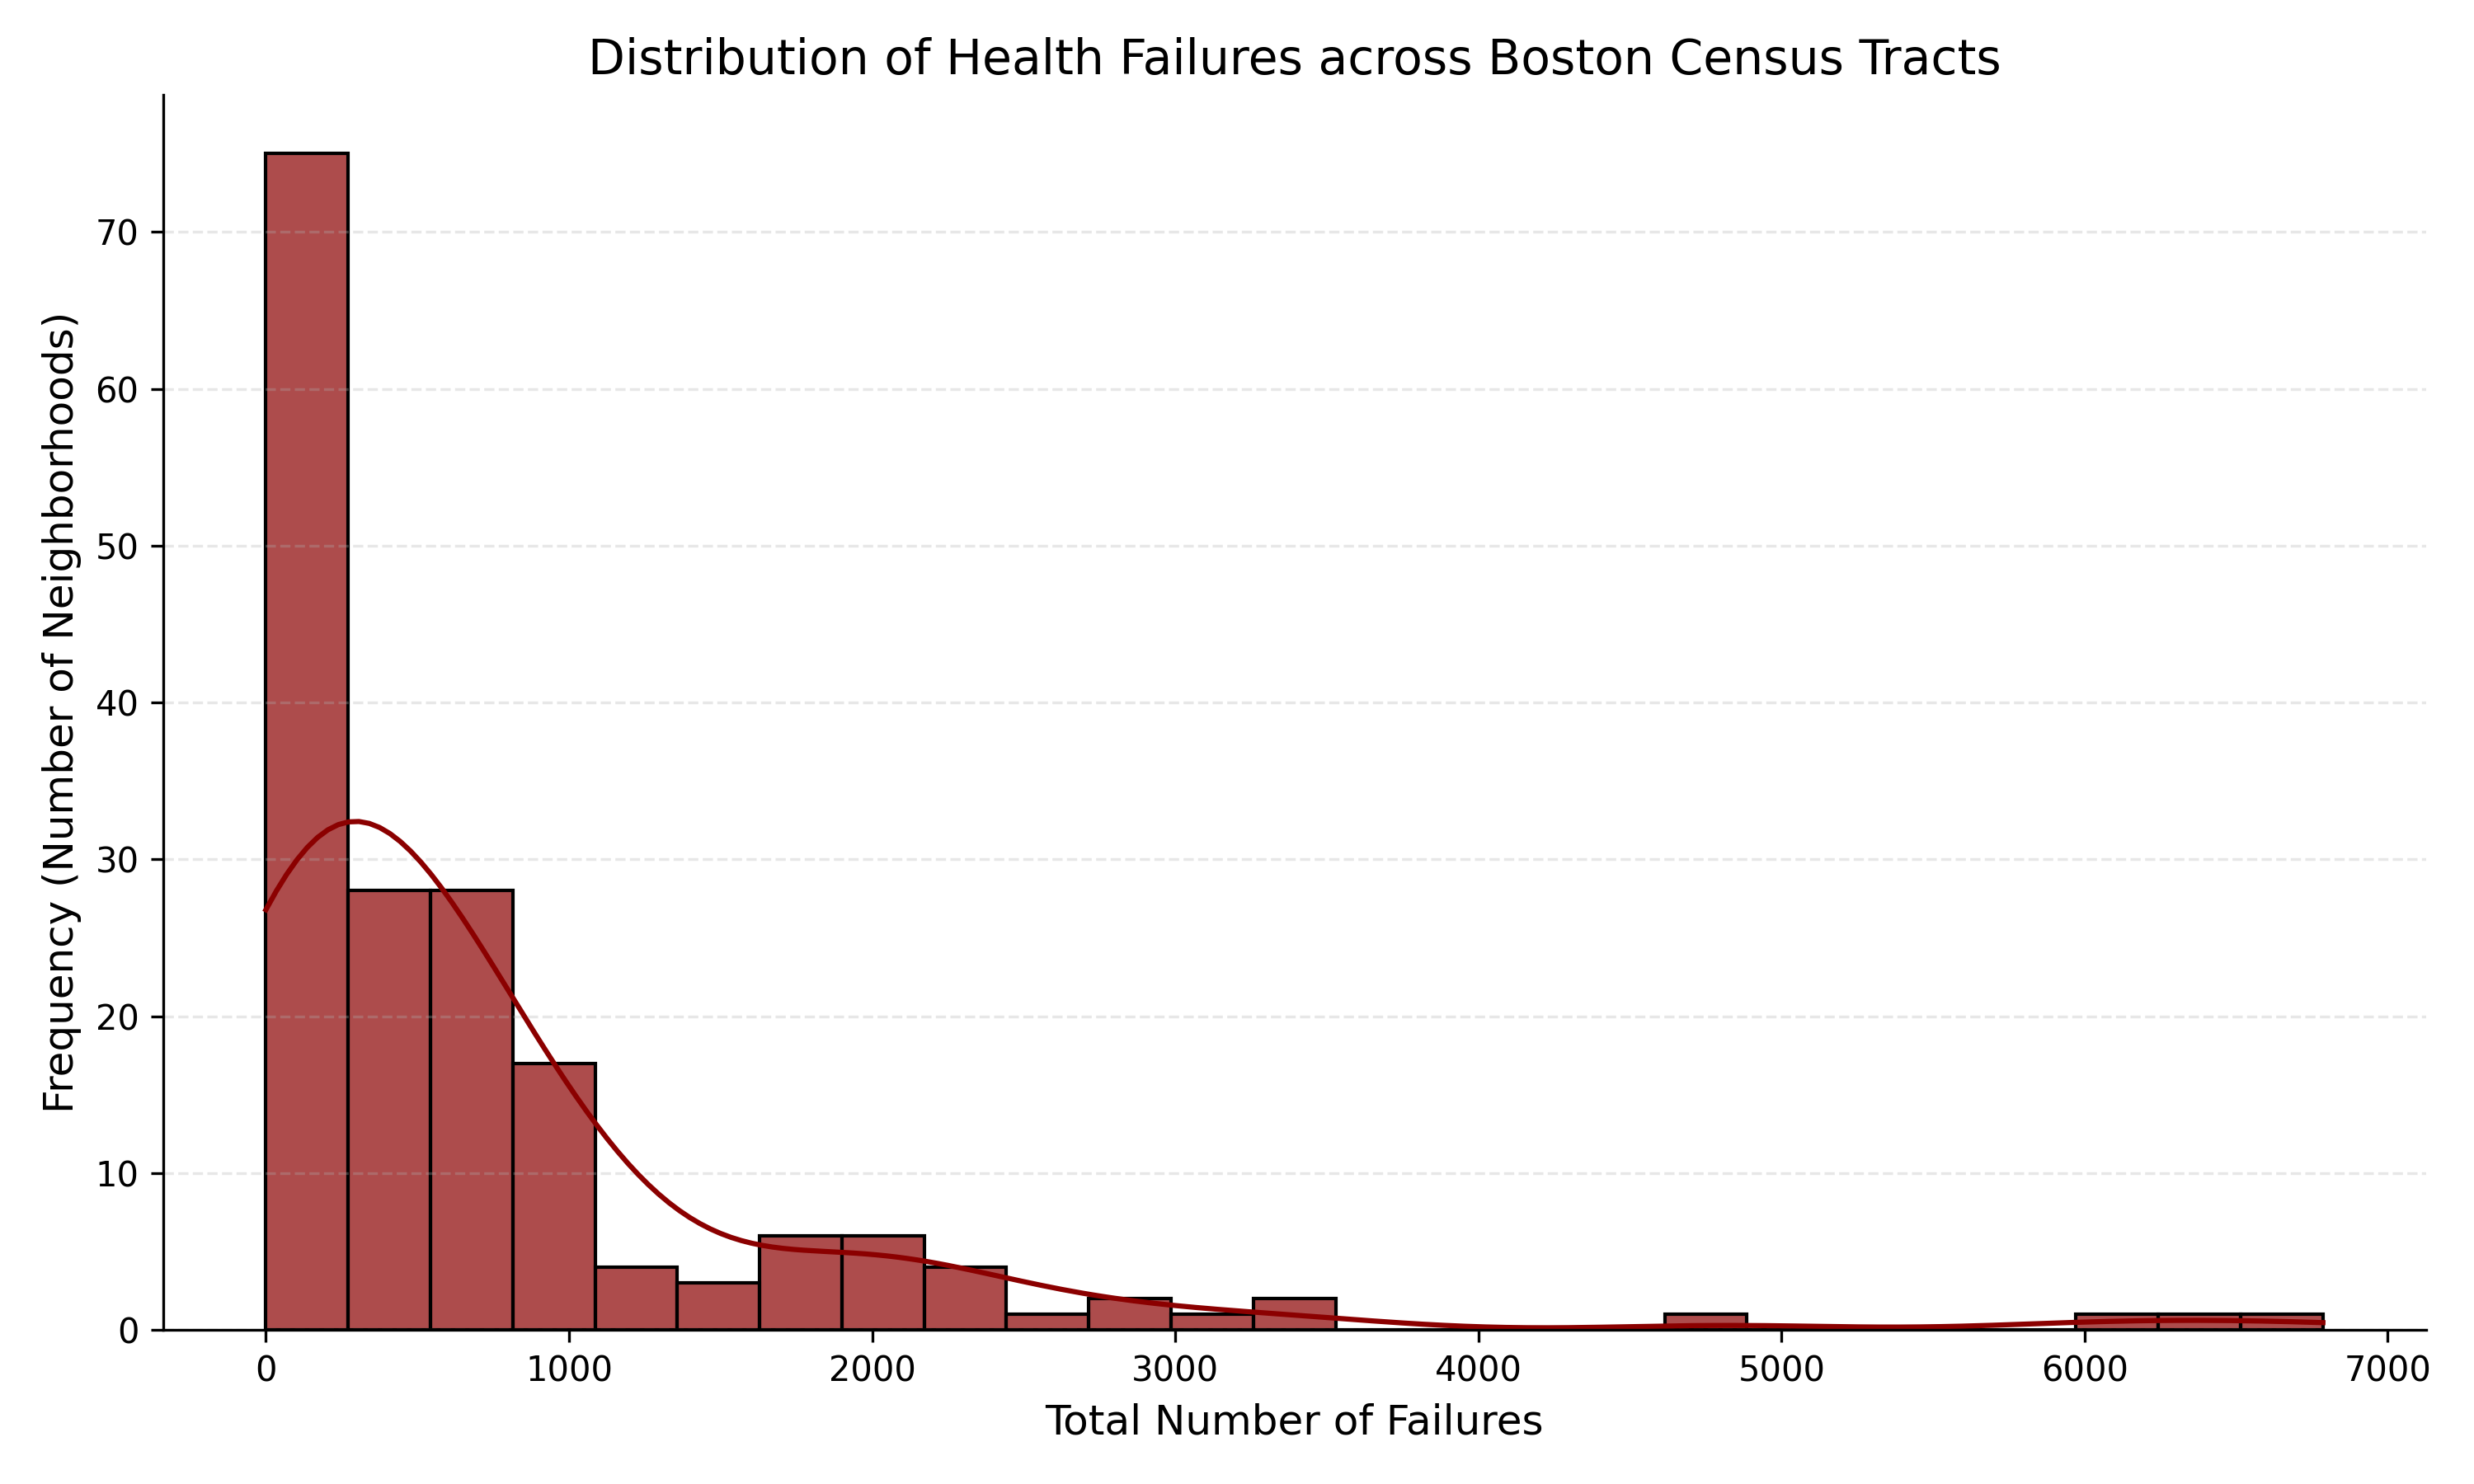 Distribution of Health Failures across Boston Census Tracts
Frequency (Number of Neighborhoods)
70
60
50
40
30
20
10
0
0 1000 2000 3000 4000 5000 6000 7000
Total Number of Failures